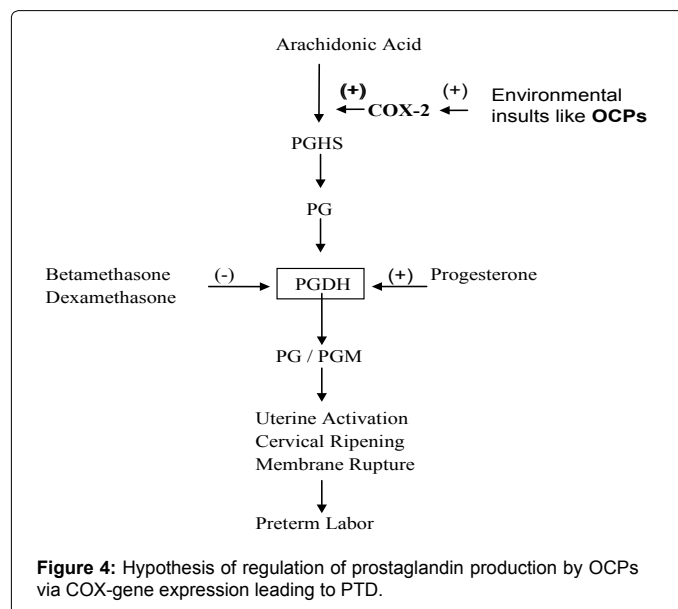 Arachidonic Acid
(+) (+) Environmental
COX-2 insults like OCPs
PGHS
PG
Betamethasone (-) PGDH (+) Progesterone
Dexamethasone
PG / PGM
Uterine Activation
Cervical Ripening
Membrane Rupture
Preterm Labor
Figure 4: Hypothesis of regulation of prostaglandin production by OCPs
via COX-gene expression leading to PTD.